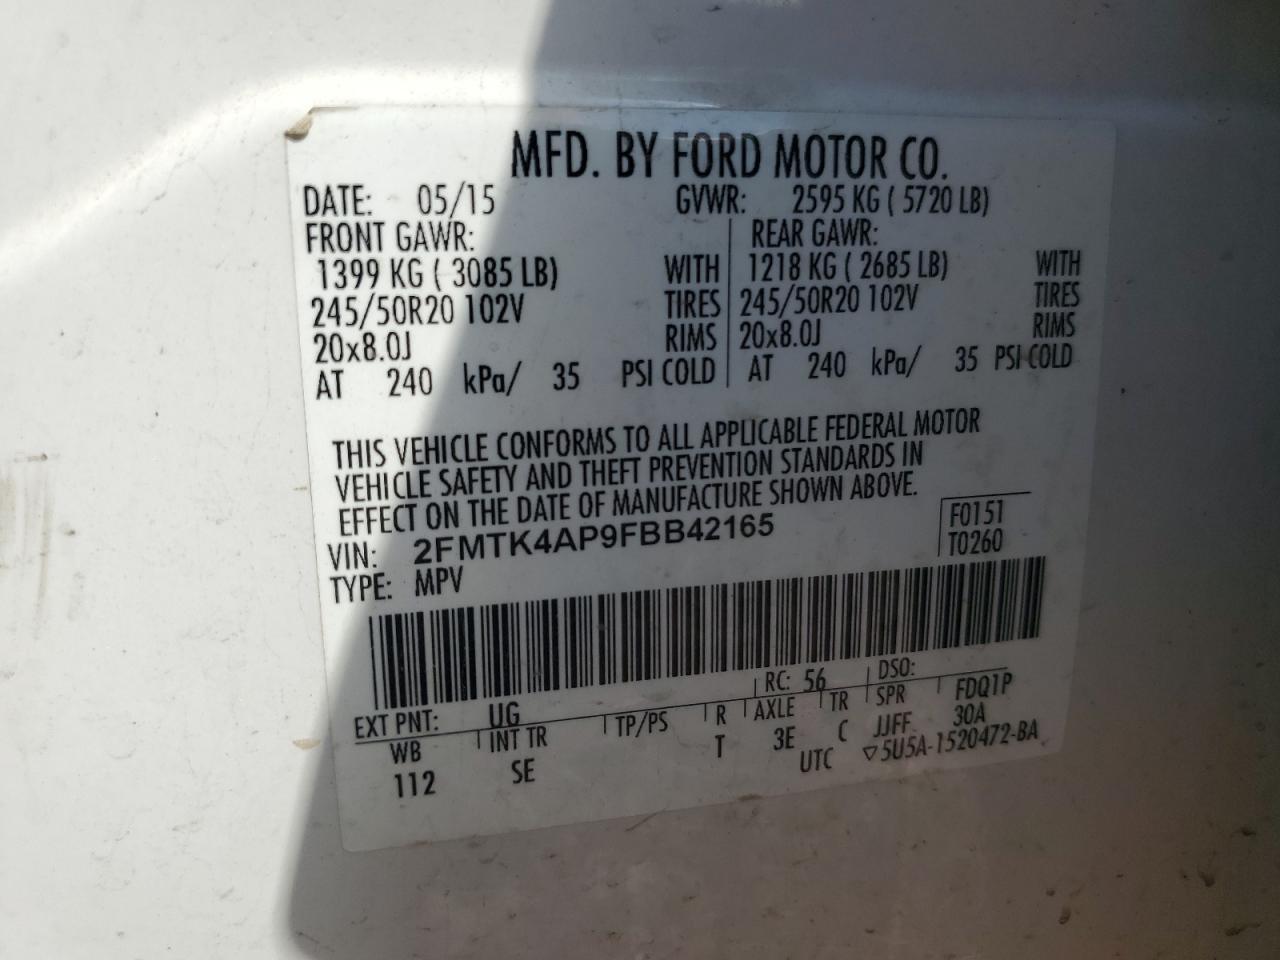 MFD. BY FORD MOTOR CO.
DATE: 05/15 GVWR: 2595 KG ( 5720 LB)
FRONT GAWR: REAR GAWR:
1399 KG ( 3085 LB) WITH 1218 KG ( 2685 LB) WITH
245/50R20 102V TIRES 245/50R20 102V TIRES
20x8.0J RIMS 20x8.0J RIMS
AT 240 kPa/ 35 PSI COLD AT 240 kPa/ 35 PSI COLD
THIS VEHICLE CONFORMS TO ALL APPLICABLE FEDERAL MOTOR
VEHICLE SAFETY AND THEFT PREVENTION STANDARDS IN
EFFECT ON THE DATE OF MANUFACTURE SHOWN ABOVE.
VIN: 2FMTK4AP9FBB42165 F0151
TYPE: MPV T0260
RC: 56 DSO:
EXT PNT: UG FDQ1P
WB INT TR TP/PS R AXLE TR SPR 30A
112 SE T 3E C JJFF
UTC ▽5U5A-1520472-BA